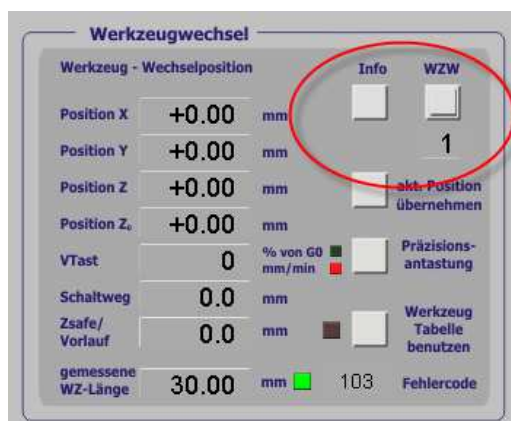 Werkzeugwechsel
Werkzeug - Wechselposition Info WZW
Position X +0.00 mm
1
Position Y +0.00 mm
Position Z +0.00 mm akt. Position übernehmen
Position Z₀ +0.00 mm
VTast 0 % von G0 mm/min Präzisions-antastung
Schaltweg 0.0 mm
Zsafe/ Vorlauf 0.0 mm Werkzeug Tabelle benutzen
gemessene WZ-Länge 30.00 mm 103 Fehlercode